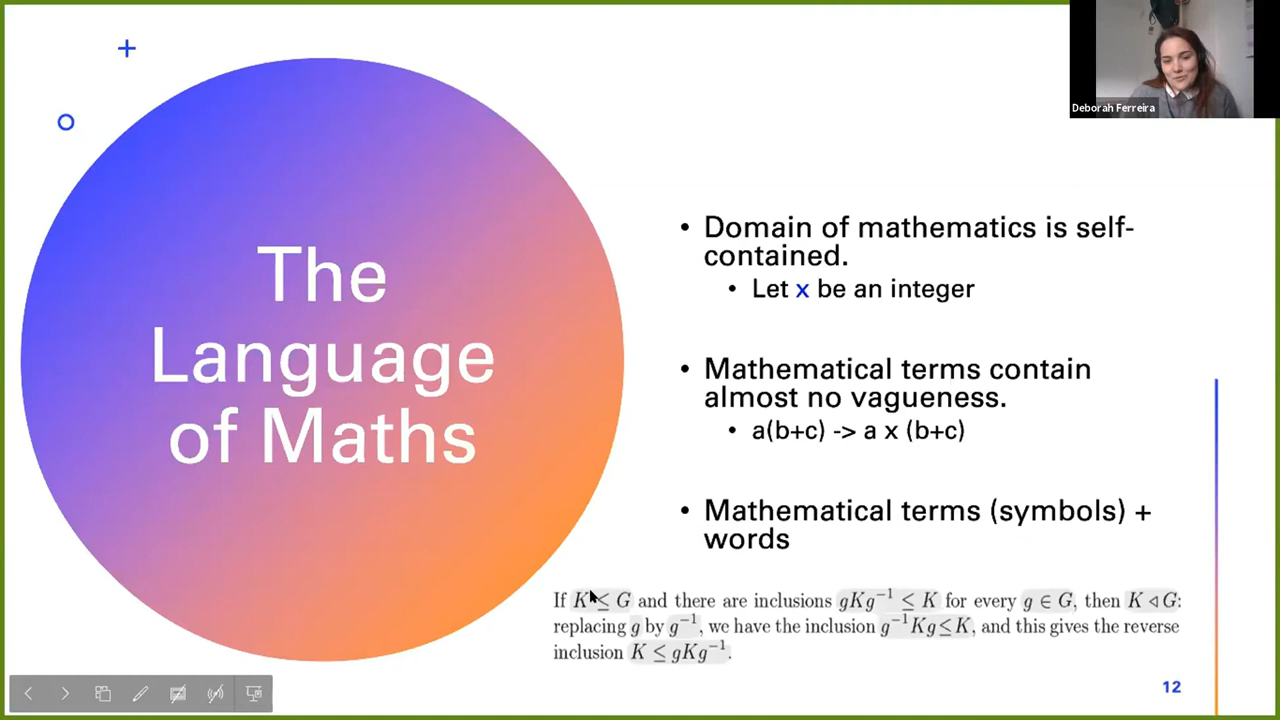 Deborah Ferreira
The
Language
of Maths
• Domain of mathematics is self-
contained.
• Let x be an integer
• Mathematical terms contain
almost no vagueness.
• a(b+c) -> a x (b+c)
• Mathematical terms (symbols) +
words
If K ≤ G and there are inclusions gKg⁻¹ ≤ K for every g ∈ G, then K ◁ G:
replacing g by g⁻¹, we have the inclusion g⁻¹Kg ≤ K, and this gives the reverse
inclusion K ≤ gKg⁻¹.
12